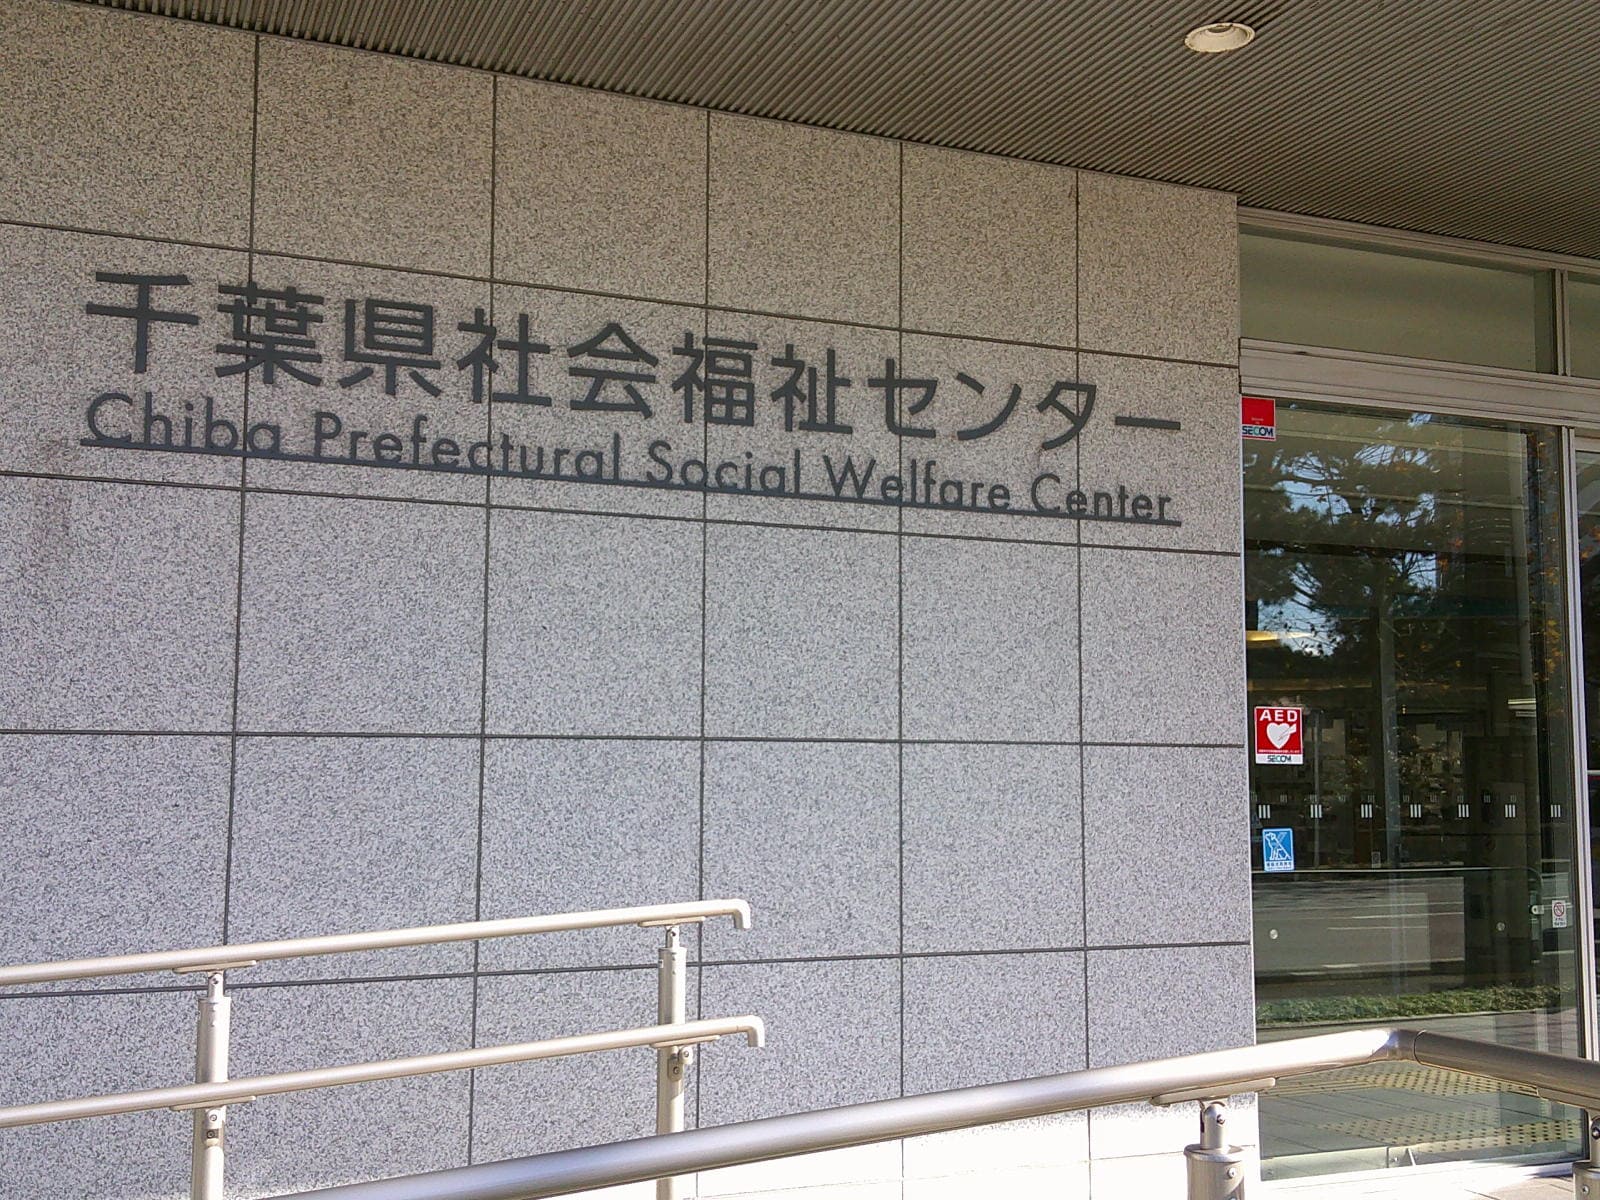 千葉県社会福祉センター
Chiba Prefectural Social Welfare Center
SECOM
AED
SECOM